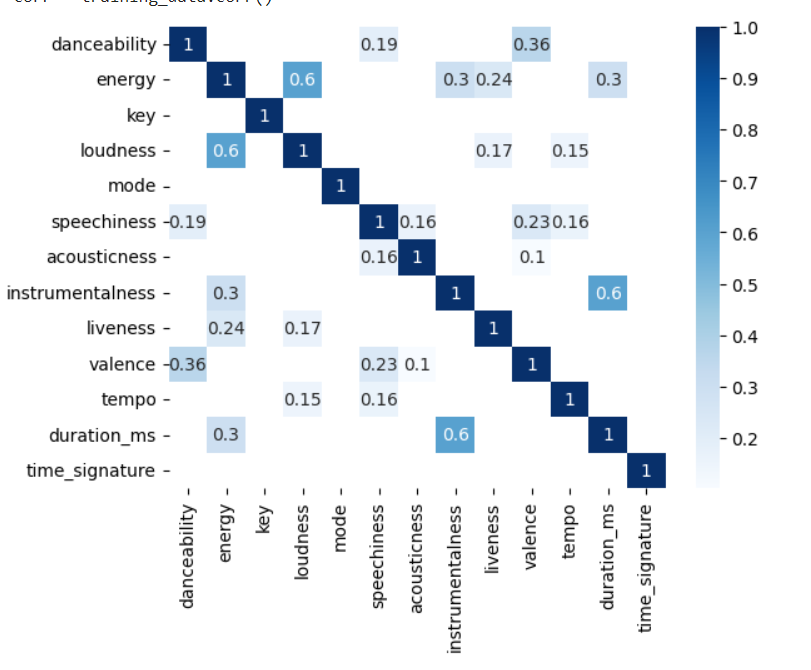 corr = training_data.corr()
danceability 1 0.19 0.36
energy 1 0.6 0.3 0.24 0.3
key 1
loudness 0.6 1 0.17 0.15
mode 1
speechiness 0.19 1 0.16 0.23 0.16
acousticness 0.16 1 0.1
instrumentalness 0.3 1 0.6
liveness 0.24 0.17 1
valence 0.36 0.23 0.1 1
tempo 0.15 0.16 1
duration_ms 0.3 0.6 1
time_signature 1
danceability
energy
key
loudness
mode
speechiness
acousticness
instrumentalness
liveness
valence
tempo
duration_ms
time_signature
1.0
0.9
0.8
0.7
0.6
0.5
0.4
0.3
0.2